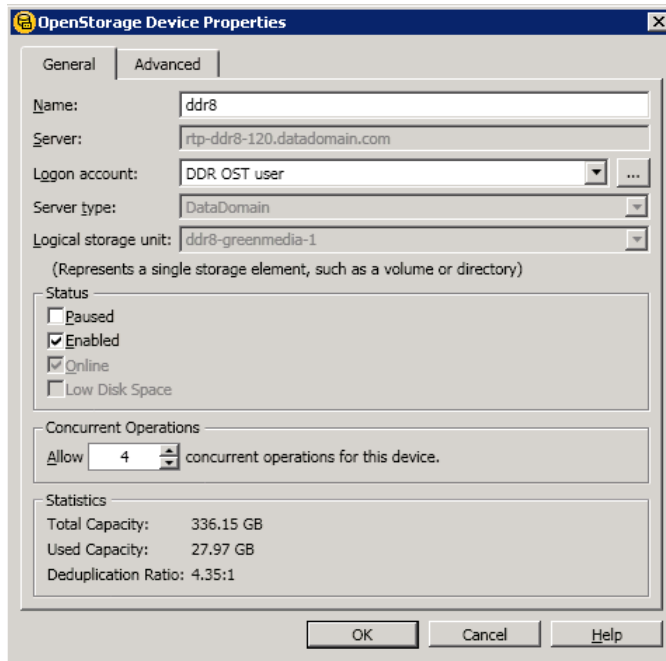 OpenStorage Device Properties
General Advanced
Name: ddr8
Server: rtp-ddr8-120.datadomain.com
Logon account: DDR OST user ...
Server type: DataDomain
Logical storage unit: ddr8-greenmedia-1
(Represents a single storage element, such as a volume or directory)
Status
Paused
Enabled
Online
Low Disk Space
Concurrent Operations
Allow 4 concurrent operations for this device.
Statistics
Total Capacity: 336.15 GB
Used Capacity: 27.97 GB
Deduplication Ratio: 4.35:1
OK Cancel Help